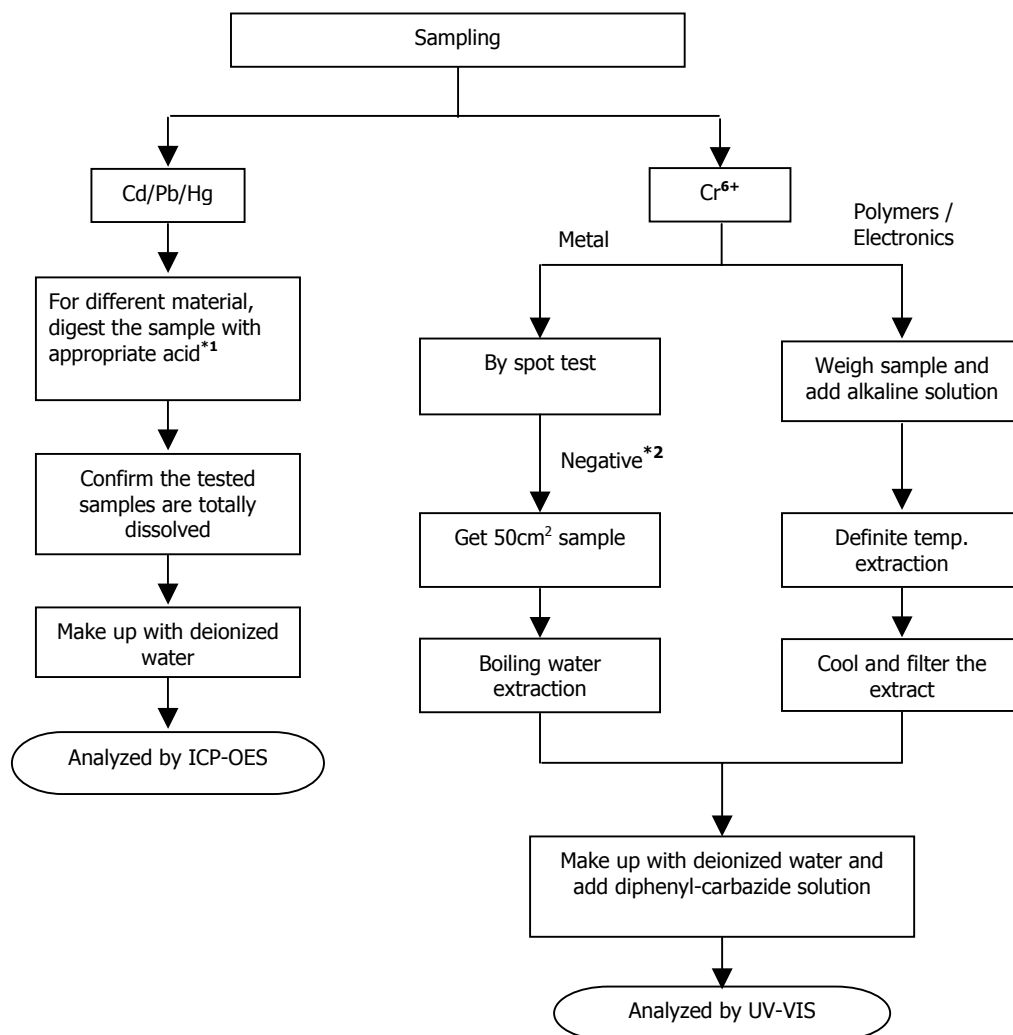 Sampling
Cd/Pb/Hg
For different material,
digest the sample with
appropriate acid*1
Confirm the tested
samples are totally
dissolved
Make up with deionized
water
Analyzed by ICP-OES
Cr6+
Metal
Polymers /
Electronics
By spot test
Negative*2
Get 50cm2 sample
Boiling water
extraction
Weigh sample and
add alkaline solution
Definite temp.
extraction
Cool and filter the
extract
Make up with deionized water and
add diphenyl-carbazide solution
Analyzed by UV-VIS